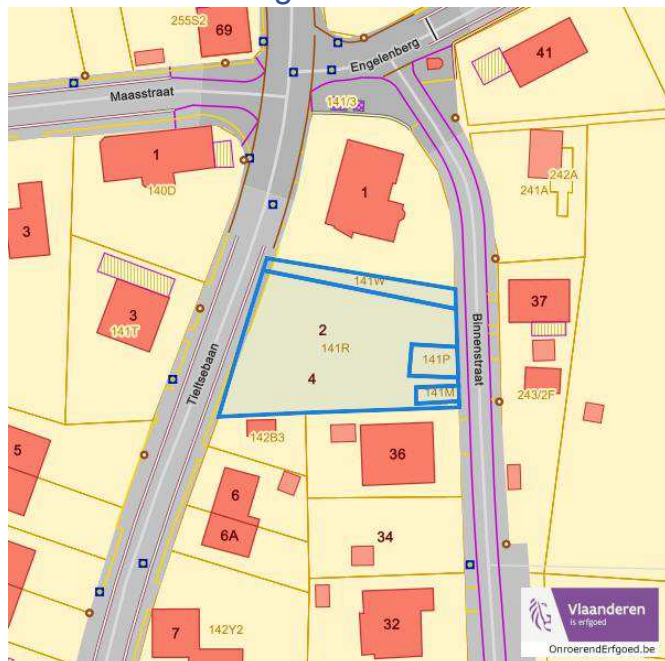 255S2
69
Engelenberg
41
Maasstraat
141/3
1
140D
1
242A
241A
3
141W
3
141T
2
141R
4
141P
141M
37
Binnenstraat
243/2F
Tieltsebaan
142B3
5
36
6
6A
34
7
142Y2
32
Vlaanderen
is erfgoed
OnroerendErfgoed.be